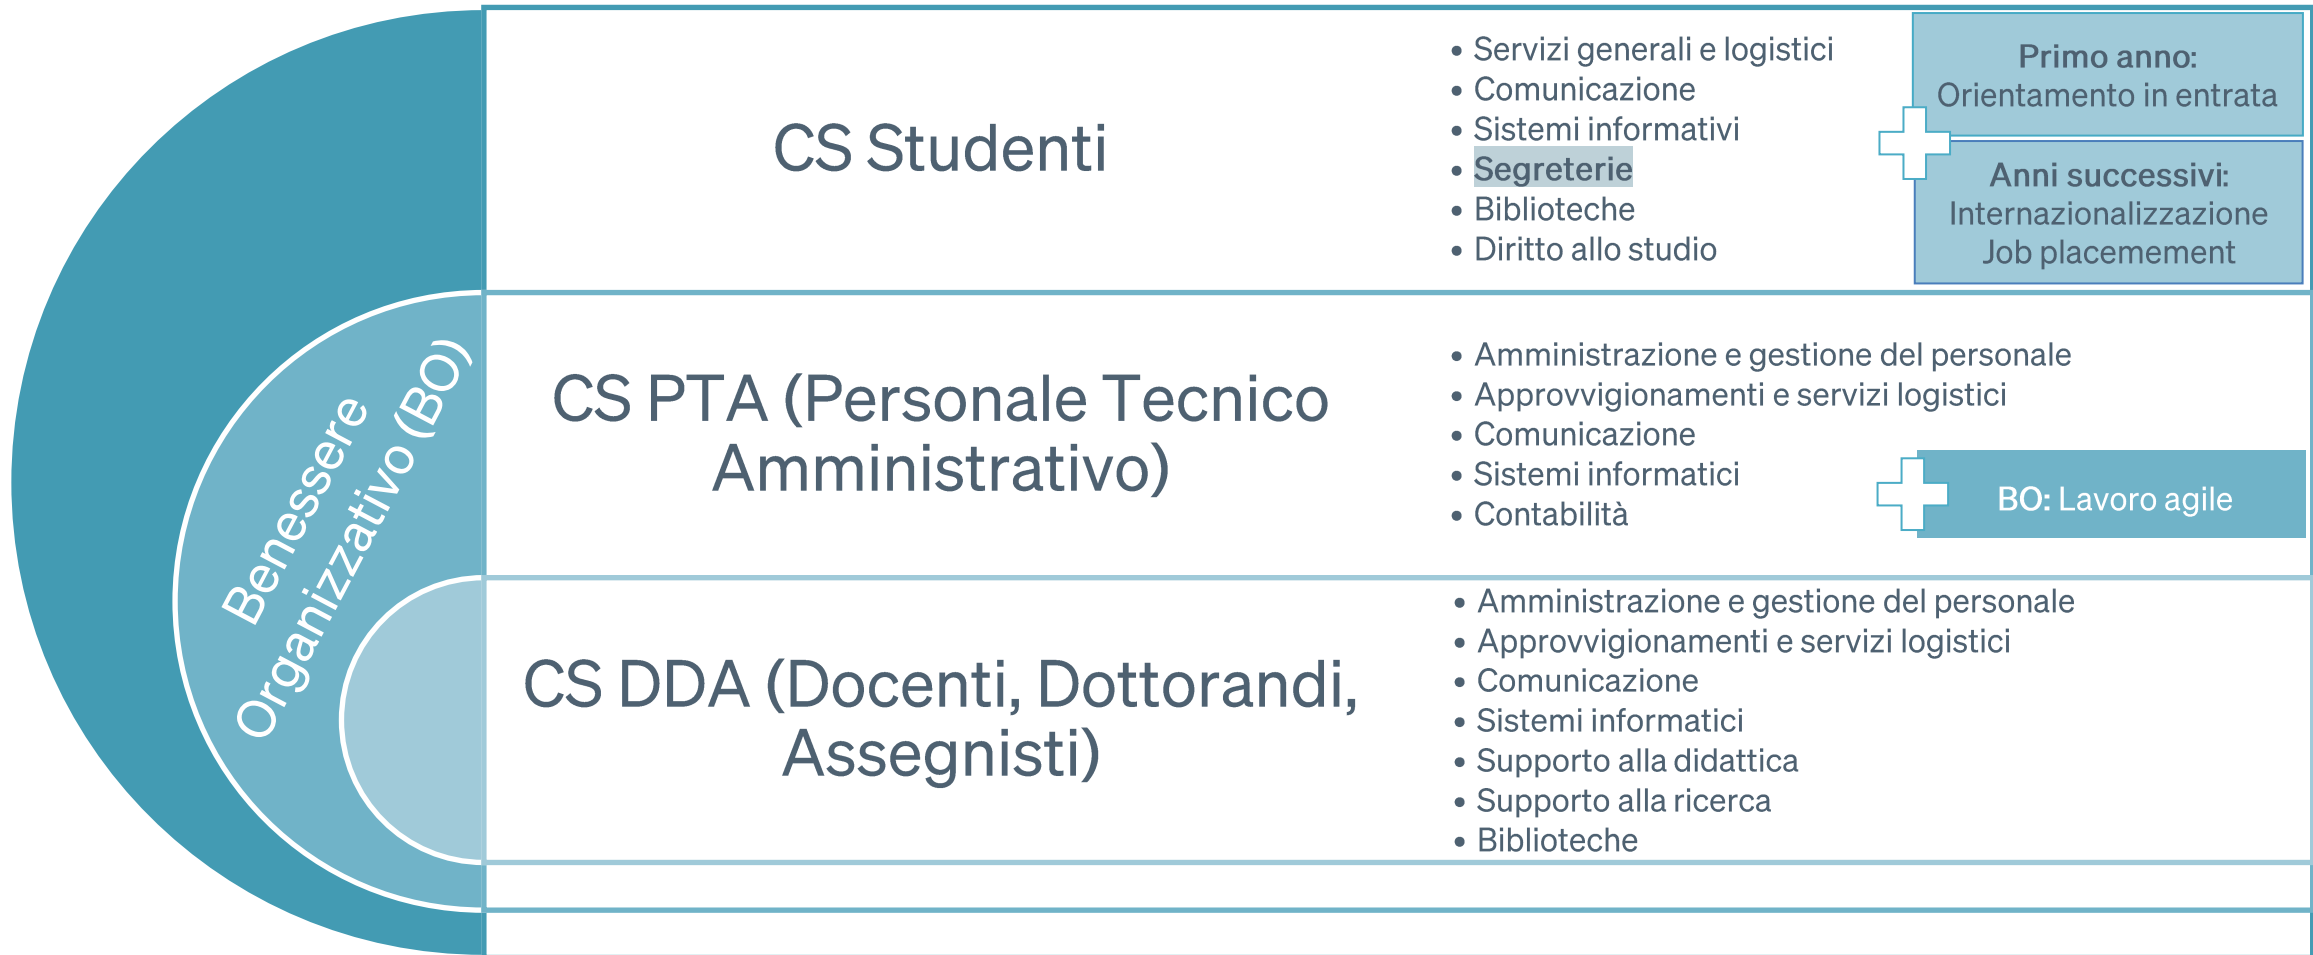 Benessere
Organizzativo (BO)
CS Studenti
• Servizi generali e logistici
• Comunicazione
• Sistemi informativi
• Segreterie
• Biblioteche
• Diritto allo studio
Primo anno:
Orientamento in entrata
Anni successivi:
Internazionalizzazione
Job placemement
CS PTA (Personale Tecnico
Amministrativo)
• Amministrazione e gestione del personale
• Approvvigionamenti e servizi logistici
• Comunicazione
• Sistemi informatici
• Contabilità
BO: Lavoro agile
CS DDA (Docenti, Dottorandi,
Assegnisti)
• Amministrazione e gestione del personale
• Approvvigionamenti e servizi logistici
• Comunicazione
• Sistemi informatici
• Supporto alla didattica
• Supporto alla ricerca
• Biblioteche